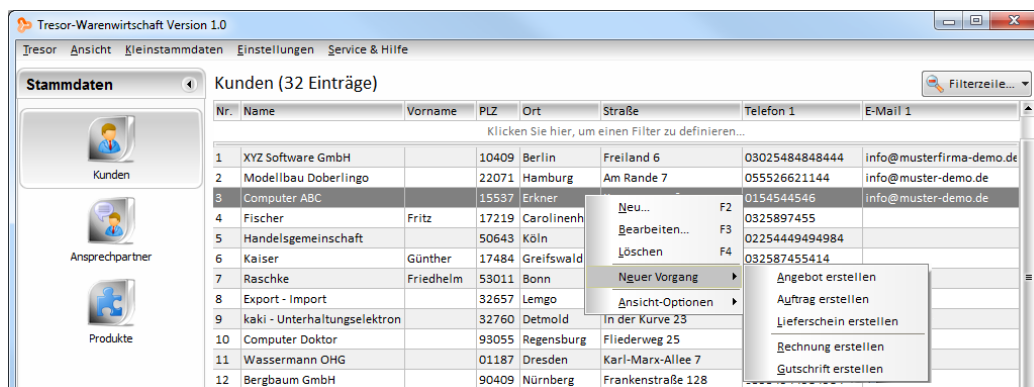 Tresor-Warenwirtschaft Version 1.0
Tresor Ansicht Kleinstammdaten Einstellungen Service & Hilfe
Stammdaten
Kunden
Ansprechpartner
Produkte
Kunden (32 Einträge)
Filterzeile...
Nr. Name Vorname PLZ Ort Straße Telefon 1 E-Mail 1
Klicken Sie hier, um einen Filter zu definieren...
1 XYZ Software GmbH 10409 Berlin Freiland 6 03025484848444 info@musterfirma-demo.de
2 Modellbau Doberlingo 22071 Hamburg Am Rande 7 055526621144 info@muster-demo.de
3 Computer ABC 15537 Erkner 0154544546 info@muster-demo.de
4 Fischer Fritz 17219 Carolinenh 0325897455
5 Handelsgemeinschaft 50643 Köln 02254449494984
6 Kaiser Günther 17484 Greifswald 032587455414
7 Raschke Friedhelm 53011 Bonn
8 Export - Import 32657 Lemgo
9 kaki - Unterhaltungselektron 32760 Detmold In der Kurve 23
10 Computer Doktor 93055 Regensburg Fliederweg 25
11 Wassermann OHG 01187 Dresden Karl-Marx-Allee 7
12 Bergbaum GmbH 90409 Nürnberg Frankenstraße 128
Neu... F2
Bearbeiten... F3
Löschen F4
Neuer Vorgang
Ansicht-Optionen
Angebot erstellen
Auftrag erstellen
Lieferschein erstellen
Rechnung erstellen
Gutschrift erstellen